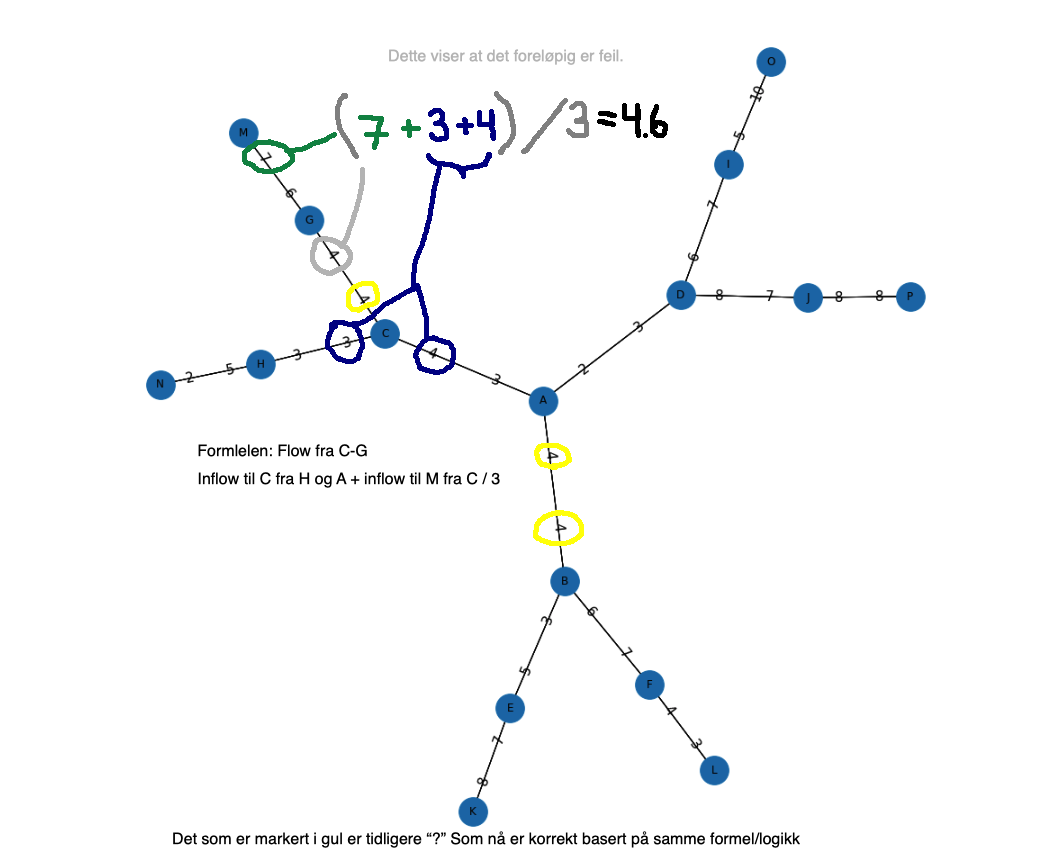 Dette viser at det foreløpig er feil.
(7 + 3 + 4) / 3 = 4.6
O
10
5
I
7
6
M
7
6
G
4
4
D
8
7
J
8
8
P
3
2
C
3
3
H
5
2
N
4
3
A
Formlelen: Flow fra C-G
Inflow til C fra H og A + inflow til M fra C / 3
4
4
B
3
5
E
7
8
K
6
7
F
4
3
L
Det som er markert i gul er tidligere “?” Som nå er korrekt basert på samme formel/logikk